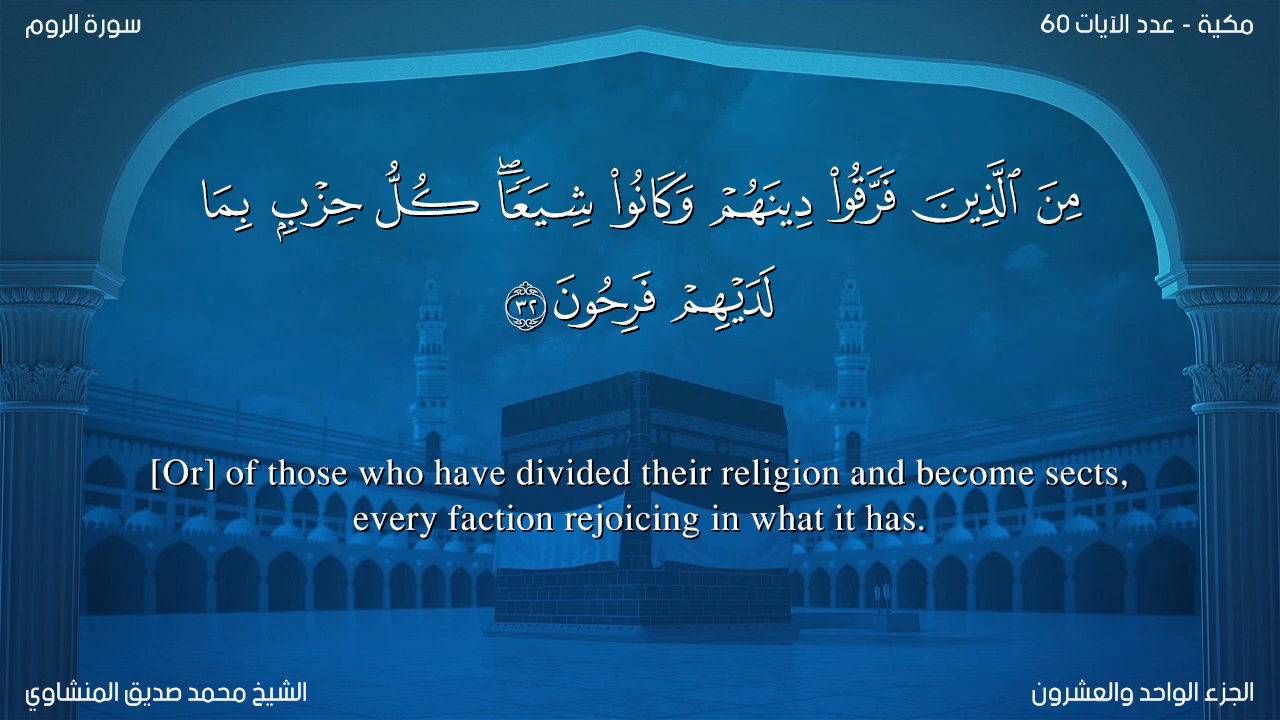 سورة الروم
مكية - عدد الآيات 60
مِنَ ٱلَّذِينَ فَرَّقُوا۟ دِينَهُمْ وَكَانُوا۟ شِيَعًۭا ۖ كُلُّ حِزْبٍۭ بِمَا
لَدَيْهِمْ فَرِحُونَ ٣٢
[Or] of those who have divided their religion and become sects,
every faction rejoicing in what it has.
الشيخ محمد صديق المنشاوي
الجزء الواحد والعشرون